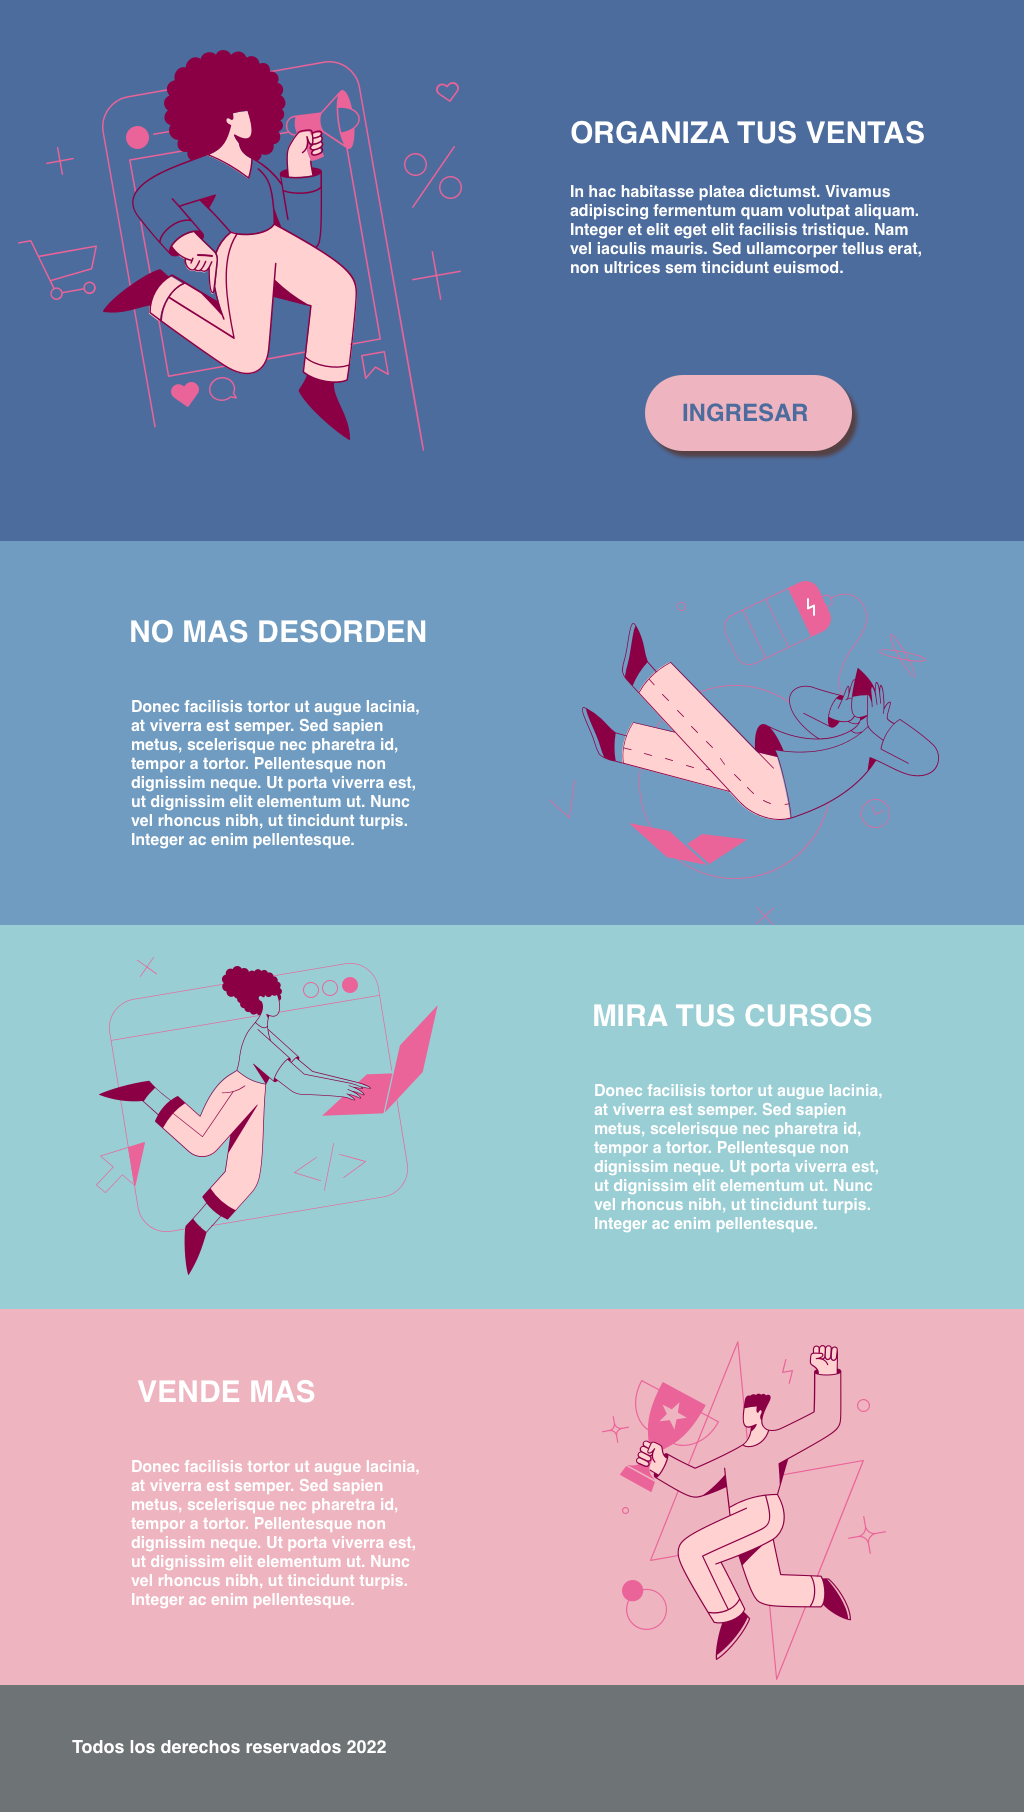 ORGANIZA TUS VENTAS
In hac habitasse platea dictumst. Vivamus
adipiscing fermentum quam volutpat aliquam.
Integer et elit eget elit facilisis tristique. Nam
vel iaculis mauris. Sed ullamcorper tellus erat,
non ultrices sem tincidunt euismod.
INGRESAR
NO MAS DESORDEN
Donec facilisis tortor ut augue lacinia,
at viverra est semper. Sed sapien
metus, scelerisque nec pharetra id,
tempor a tortor. Pellentesque non
dignissim neque. Ut porta viverra est,
ut dignissim elit elementum ut. Nunc
vel rhoncus nibh, ut tincidunt turpis.
Integer ac enim pellentesque.
MIRA TUS CURSOS
Donec facilisis tortor ut augue lacinia,
at viverra est semper. Sed sapien
metus, scelerisque nec pharetra id,
tempor a tortor. Pellentesque non
dignissim neque. Ut porta viverra est,
ut dignissim elit elementum ut. Nunc
vel rhoncus nibh, ut tincidunt turpis.
Integer ac enim pellentesque.
VENDE MAS
Donec facilisis tortor ut augue lacinia,
at viverra est semper. Sed sapien
metus, scelerisque nec pharetra id,
tempor a tortor. Pellentesque non
dignissim neque. Ut porta viverra est,
ut dignissim elit elementum ut. Nunc
vel rhoncus nibh, ut tincidunt turpis.
Integer ac enim pellentesque.
Todos los derechos reservados 2022